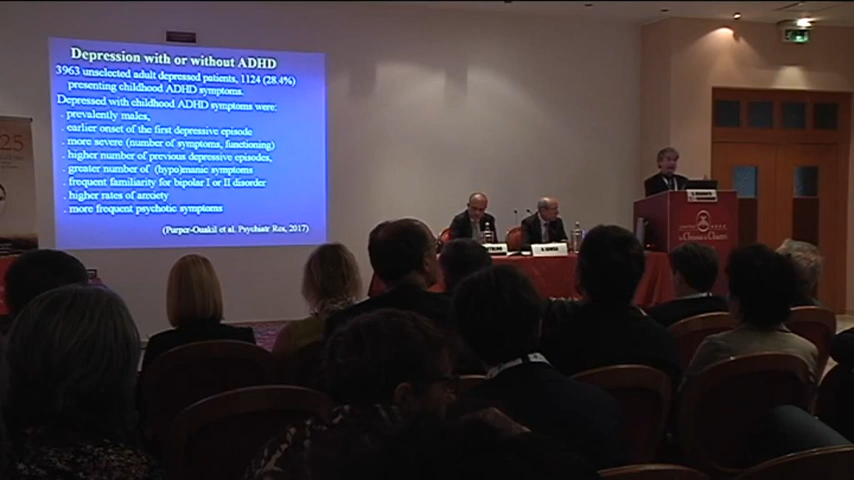 Depression with or without ADHD
3963 unselected adult depressed patients, 1124 (28.4%)
presenting childhood ADHD symptoms.
Depressed with childhood ADHD symptoms were:
. prevalently males,
. earlier onset of the first depressive episode
. more severe (number of symptoms, functioning)
. higher number of previous depressive episodes,
. greater number of (hypo)manic symptoms
. frequent familiarity for bipolar I or II disorder
. higher rates of anxiety
. more frequent psychotic symptoms
(Purper-Ouakil et al. Psychiatr Res, 2017)
25